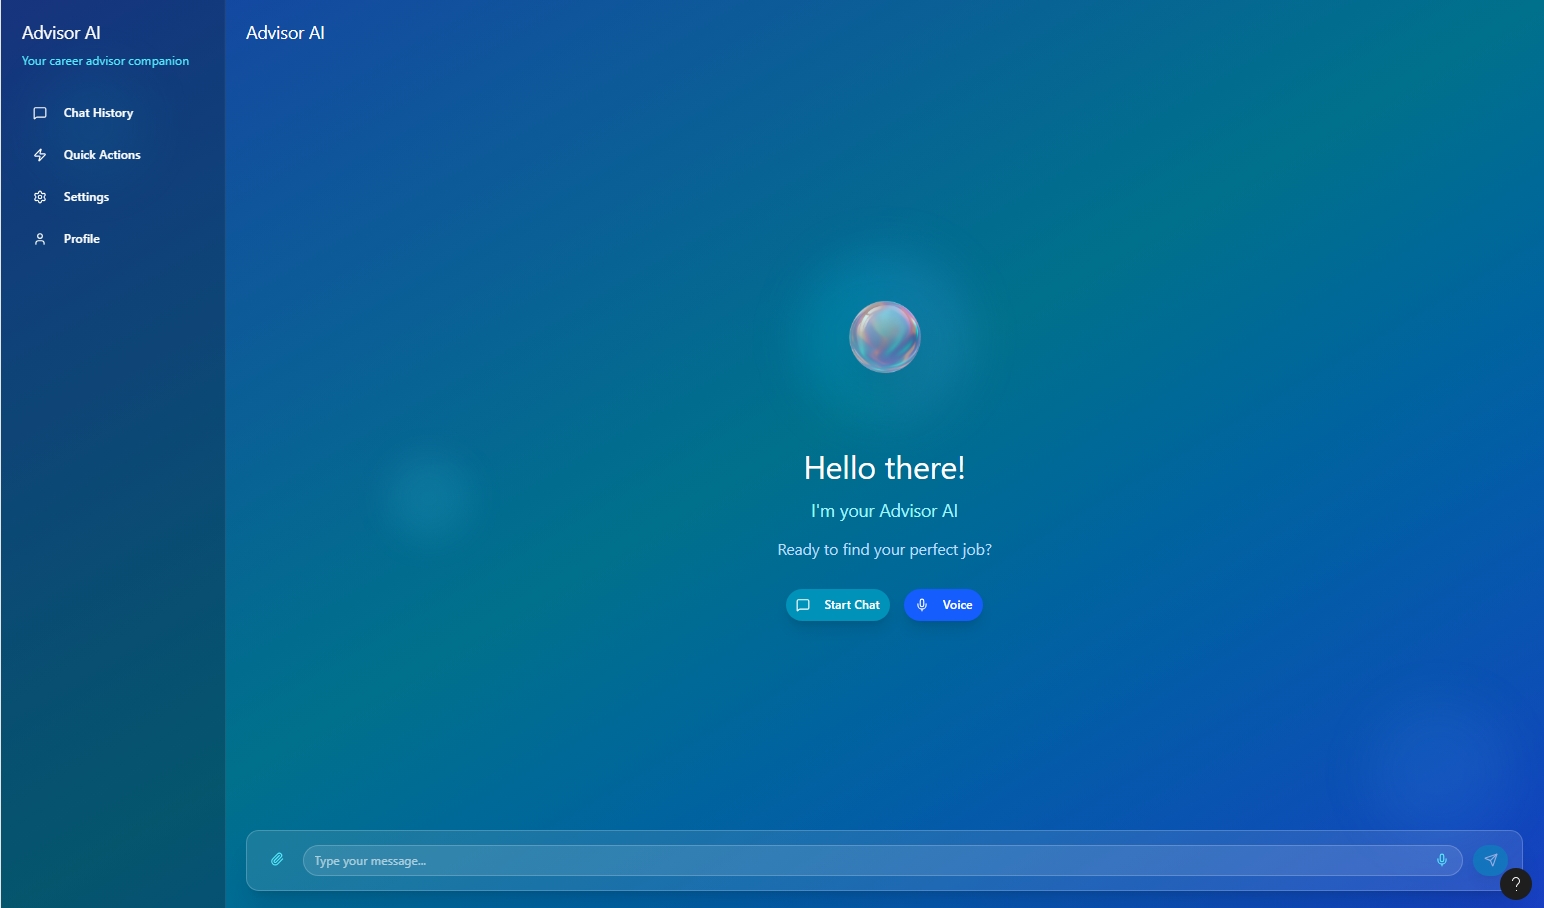 Advisor AI
Your career advisor companion
Chat History
Quick Actions
Settings
Profile
Advisor AI
Hello there!
I'm your Advisor AI
Ready to find your perfect job?
Start Chat
Voice
Type your message...
?